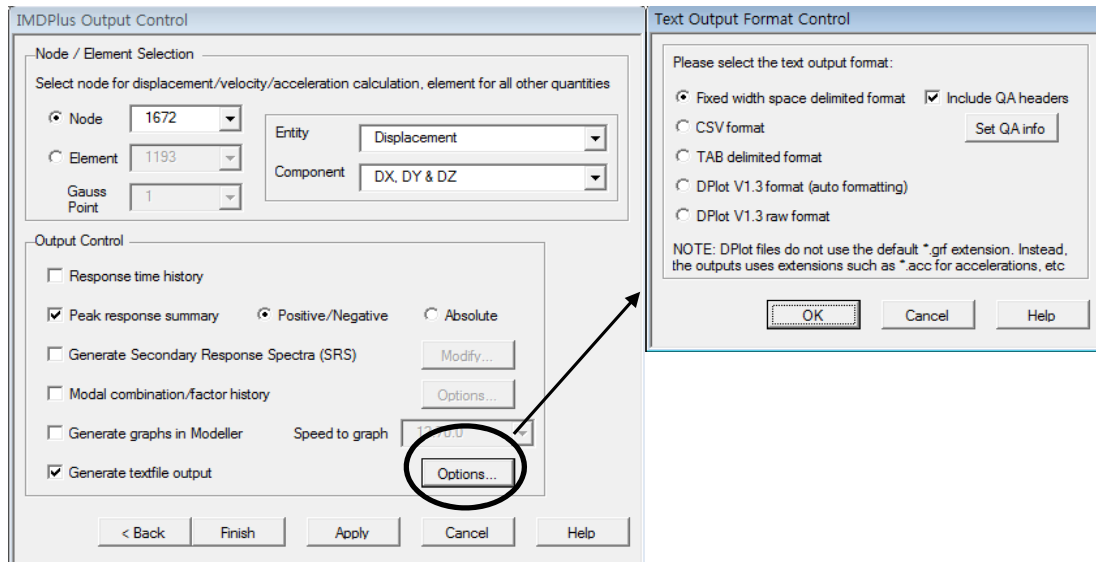 IMDPlus Output Control
Node / Element Selection
Select node for displacement/velocity/acceleration calculation, element for all other quantities
Node 1672
Element 1193
Gauss Point 1
Entity Displacement
Component DX, DY & DZ
Output Control
Response time history
Peak response summary Positive/Negative Absolute
Generate Secondary Response Spectra (SRS) Modify...
Modal combination/factor history Options...
Generate graphs in Modeller Speed to graph
Generate textfile output Options...
< Back Finish Apply Cancel Help
Text Output Format Control
Please select the text output format:
Fixed width space delimited format Include QA headers
CSV format Set QA info
TAB delimited format
DPlot V1.3 format (auto formatting)
DPlot V1.3 raw format
NOTE: DPlot files do not use the default *.grf extension. Instead,
the outputs uses extensions such as *.acc for accelerations, etc
OK Cancel Help